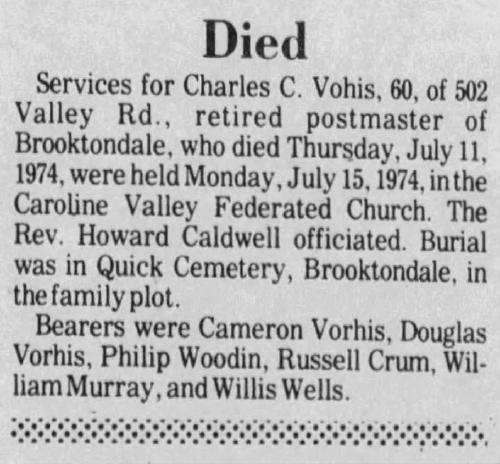 Died
Services for Charles C. Vohis, 60, of 502
Valley Rd., retired postmaster of
Brooktondale, who died Thursday, July 11,
1974, were held Monday, July 15, 1974, in the
Caroline Valley Federated Church. The
Rev. Howard Caldwell officiated. Burial
was in Quick Cemetery, Brooktondale, in
the family plot.
Bearers were Cameron Vorhis, Douglas
Vorhis, Philip Woodin, Russell Crum, Wil-
liam Murray, and Willis Wells.